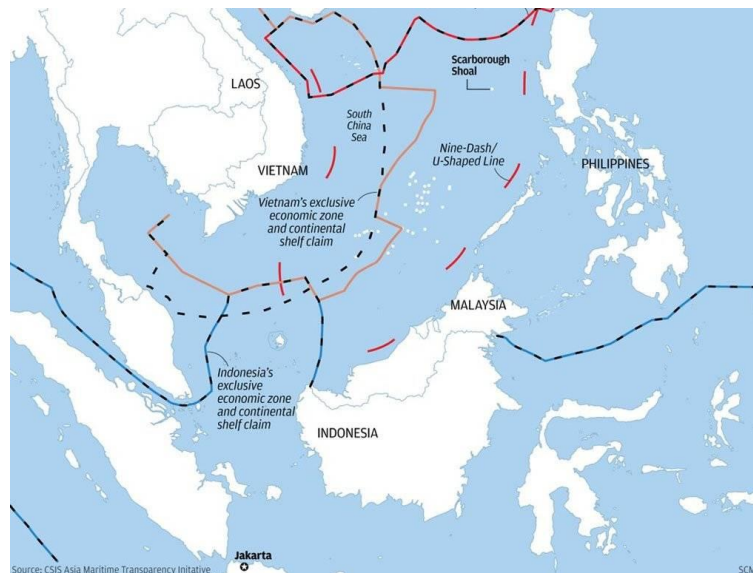 Scarborough
Shoal
LAOS
South
China
Sea
Nine-Dash/
U-Shaped Line
PHILIPPINES
VIETNAM
Vietnam's exclusive
economic zone
and continental
shelf claim
MALAYSIA
Indonesia's
exclusive
economic zone
and continental
shelf claim
INDONESIA
Jakarta
Source: CSIS Asia Maritime Transparency Initiative
SCM